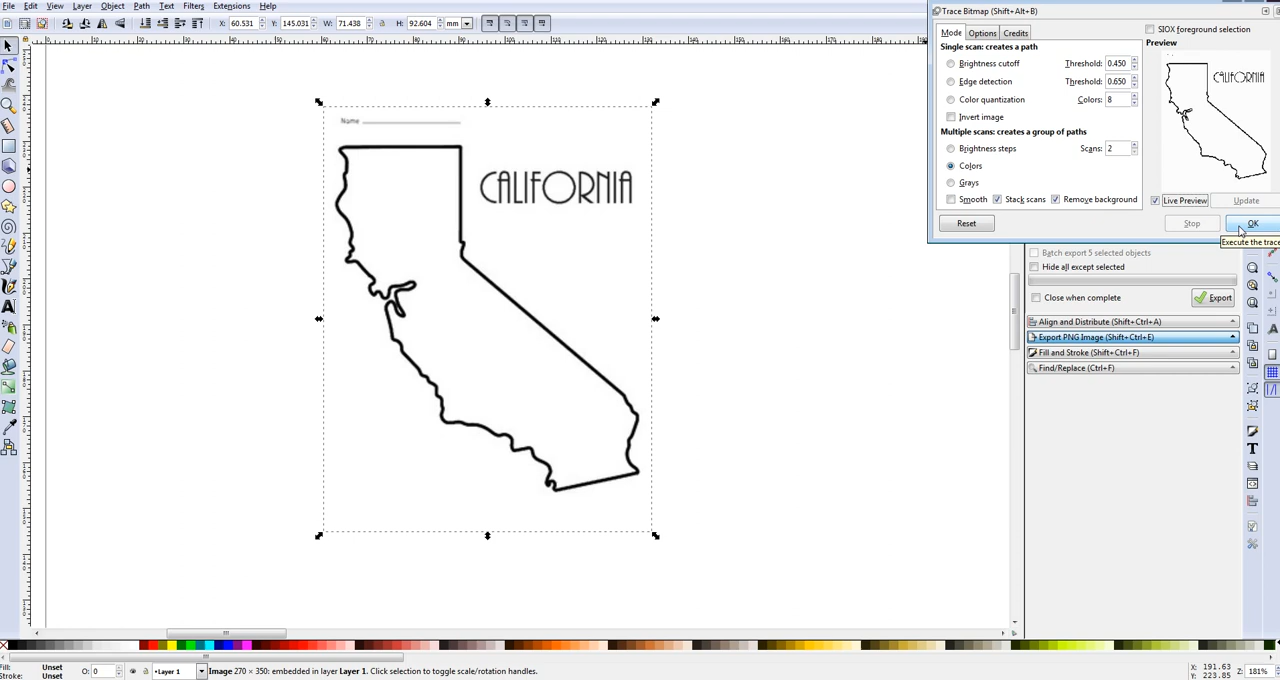 File Edit View Layer Object Path Text Filters Extensions Help
X: 60.531 Y: 145.031 W: 71.438 H: 92.604 mm
Trace Bitmap (Shift+Alt+B)
Mode Options Credits
SIOX foreground selection
Single scan: creates a path
Preview
Brightness cutoff Threshold: 0.450
Edge detection Threshold: 0.650
Color quantization Colors: 8
Invert image
Multiple scans: creates a group of paths
Brightness steps Scans: 2
Colors
Grays
Smooth Stack scans Remove background
Live Preview Update
Reset Stop OK
Execute the trace
CALIFORNIA
Name
CALIFORNIA
Batch export 5 selected objects
Hide all except selected
Close when complete Export
Align and Distribute (Shift+Ctrl+A)
Export PNG Image (Shift+Ctrl+E)
Fill and Stroke (Shift+Ctrl+F)
Find/Replace (Ctrl+F)
Fill: Unset
Stroke: Unset
O: 0
•Layer 1
Image 270 × 350: embedded in layer Layer 1. Click selection to toggle scale/rotation handles.
X: 191.63
Y: 223.85
Z: 181%